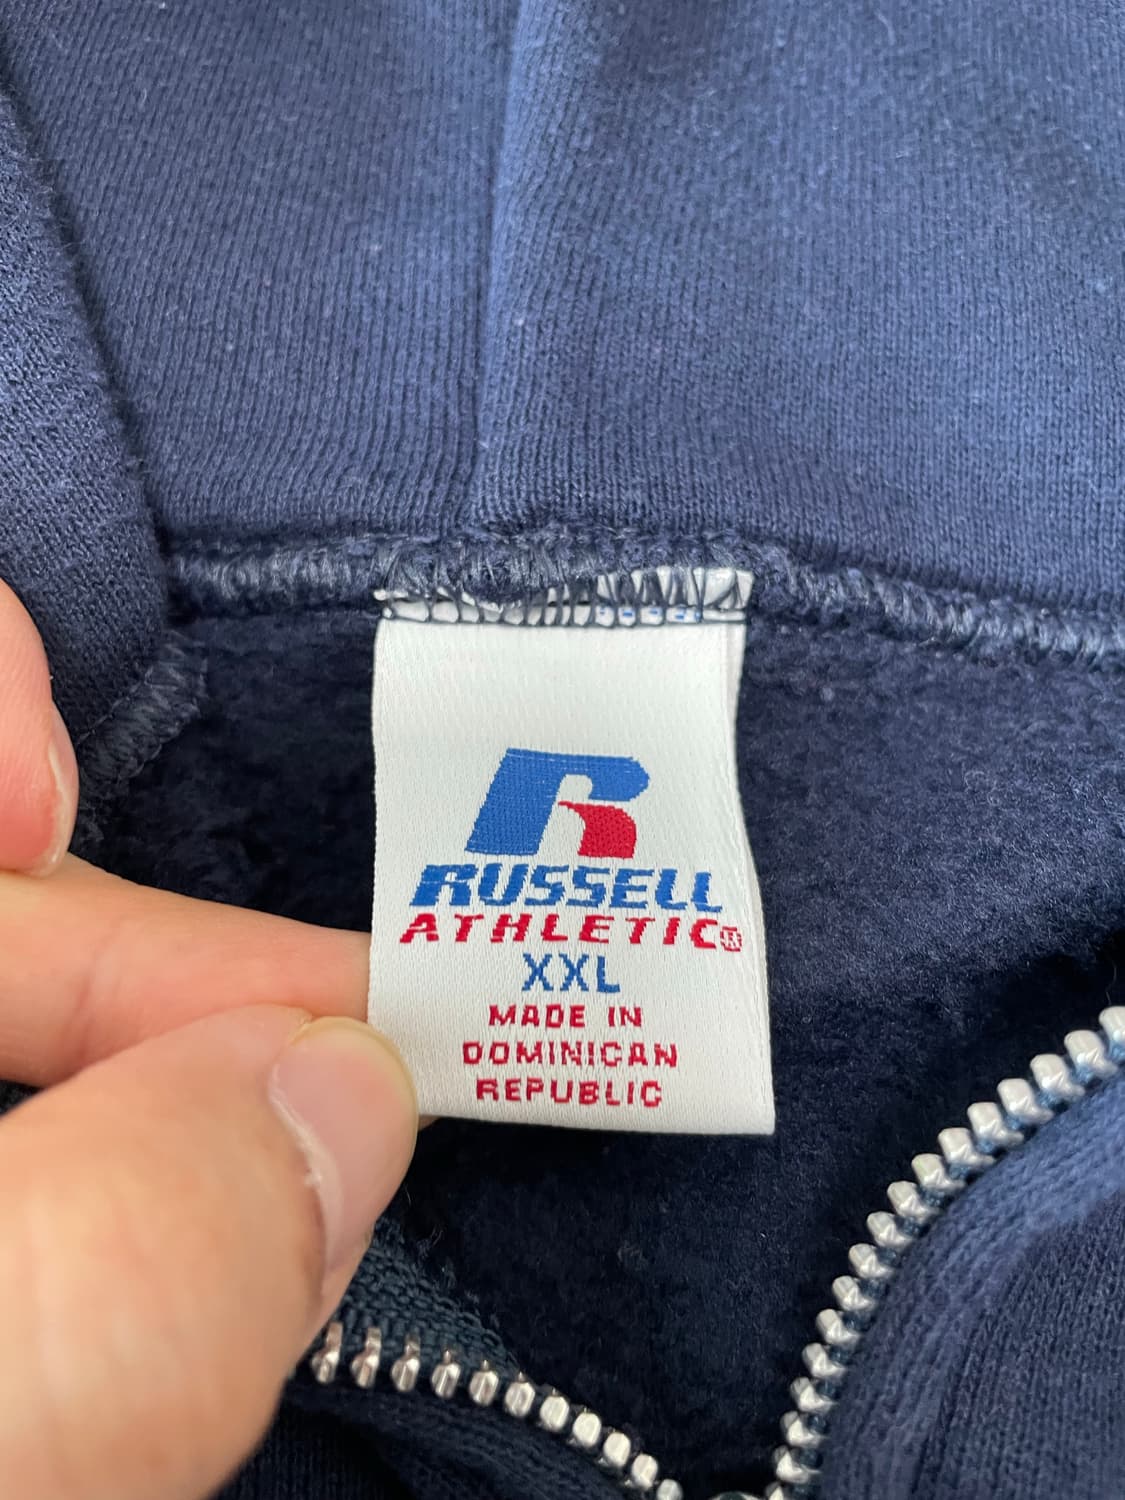 R
RUSSELL
ATHLETIC®
XXL
MADE IN
DOMINICAN
REPUBLIC